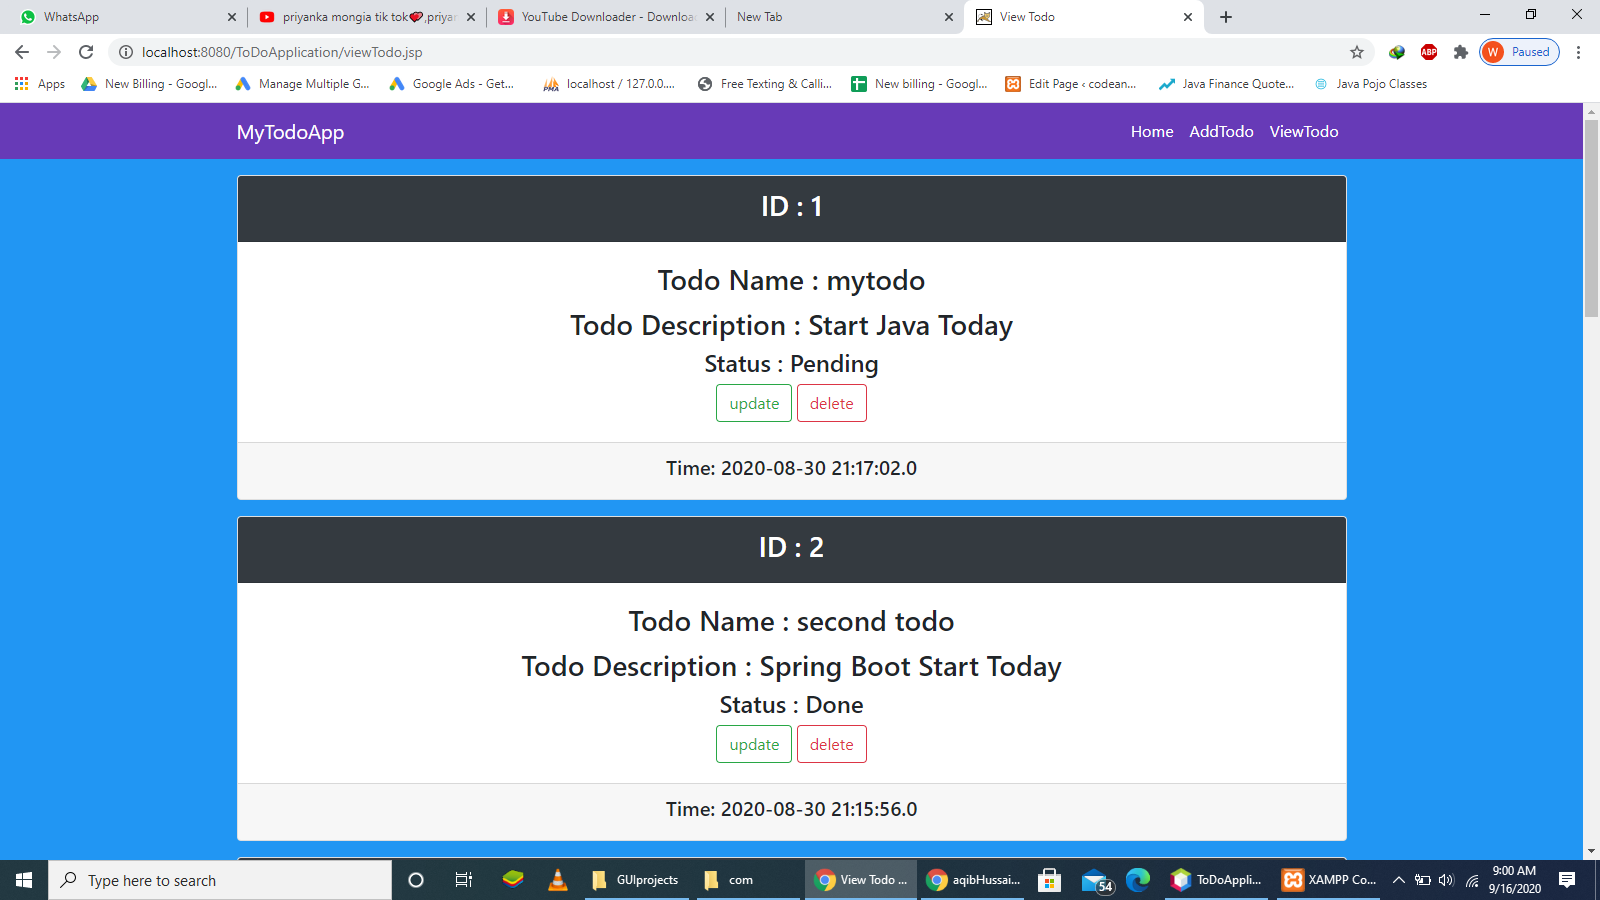 WhatsApp
priyanka mongia tik tok
YouTube Downloader - Downloa
New Tab
View Todo
localhost:8080/ToDoApplication/viewTodo.jsp
ABP
W Paused
Apps
New Billing - Googl...
Manage Multiple G...
Google Ads - Get...
PMA
localhost / 127.0.0....
Free Texting & Calli...
New billing - Googl...
Edit Page ‹ codean...
Java Finance Quote...
Java Pojo Classes
MyTodoApp
Home AddTodo ViewTodo
ID : 1
Todo Name : mytodo
Todo Description : Start Java Today
Status : Pending
update delete
Time: 2020-08-30 21:17:02.0
ID : 2
Todo Name : second todo
Todo Description : Spring Boot Start Today
Status : Done
update delete
Time: 2020-08-30 21:15:56.0
Type here to search
GUIprojects
com
View Todo ...
aqibHussai...
54
ToDoAppli...
XAMPP Co...
9:00 AM
9/16/2020